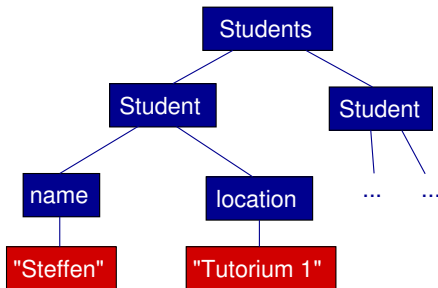 Students
Student
Student
name
location
...
...
"Steffen"
"Tutorium 1"